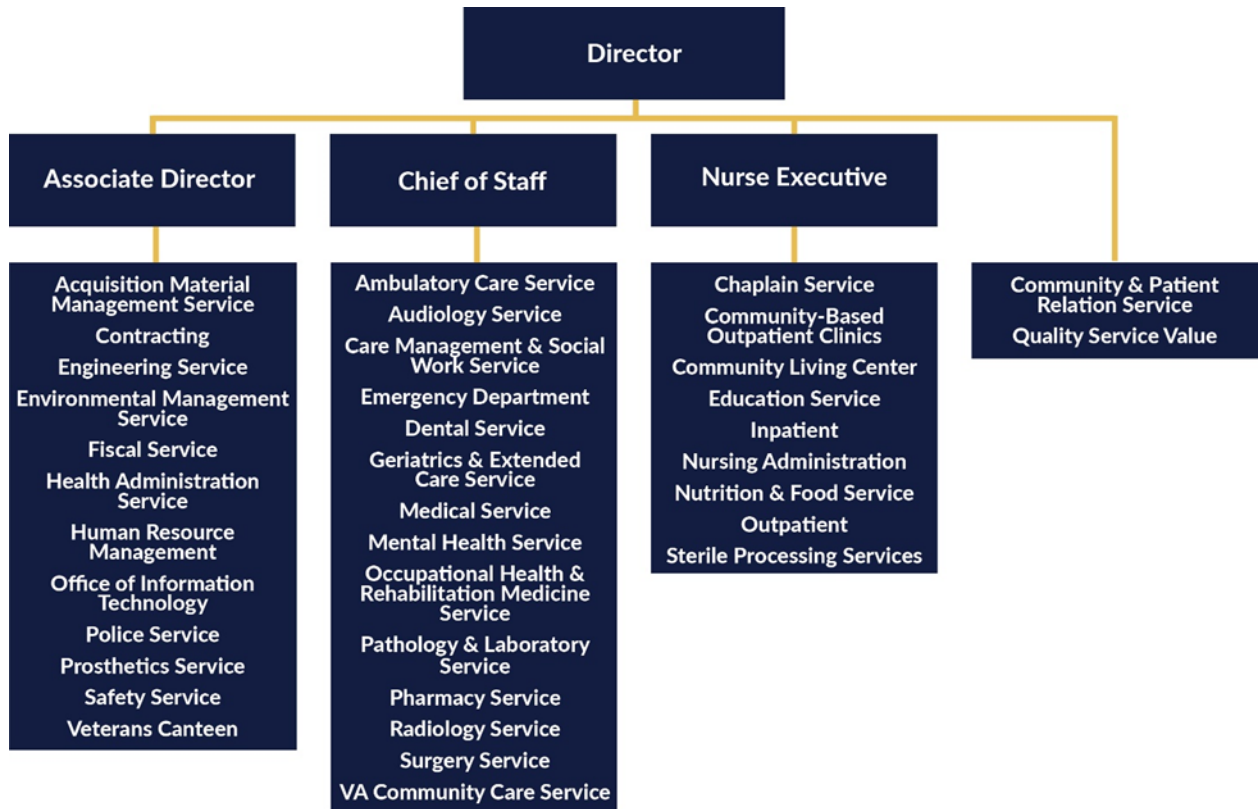 Director
Associate Director
Chief of Staff
Nurse Executive
Acquisition Material
Management Service
Contracting
Engineering Service
Environmental Management
Service
Fiscal Service
Health Administration
Service
Human Resource
Management
Office of Information
Technology
Police Service
Prosthetics Service
Safety Service
Veterans Canteen
Ambulatory Care Service
Audiology Service
Care Management & Social
Work Service
Emergency Department
Dental Service
Geriatrics & Extended
Care Service
Medical Service
Mental Health Service
Occupational Health &
Rehabilitation Medicine
Service
Pathology & Laboratory
Service
Pharmacy Service
Radiology Service
Surgery Service
VA Community Care Service
Chaplain Service
Community-Based
Outpatient Clinics
Community Living Center
Education Service
Inpatient
Nursing Administration
Nutrition & Food Service
Outpatient
Sterile Processing Services
Community & Patient
Relation Service
Quality Service Value